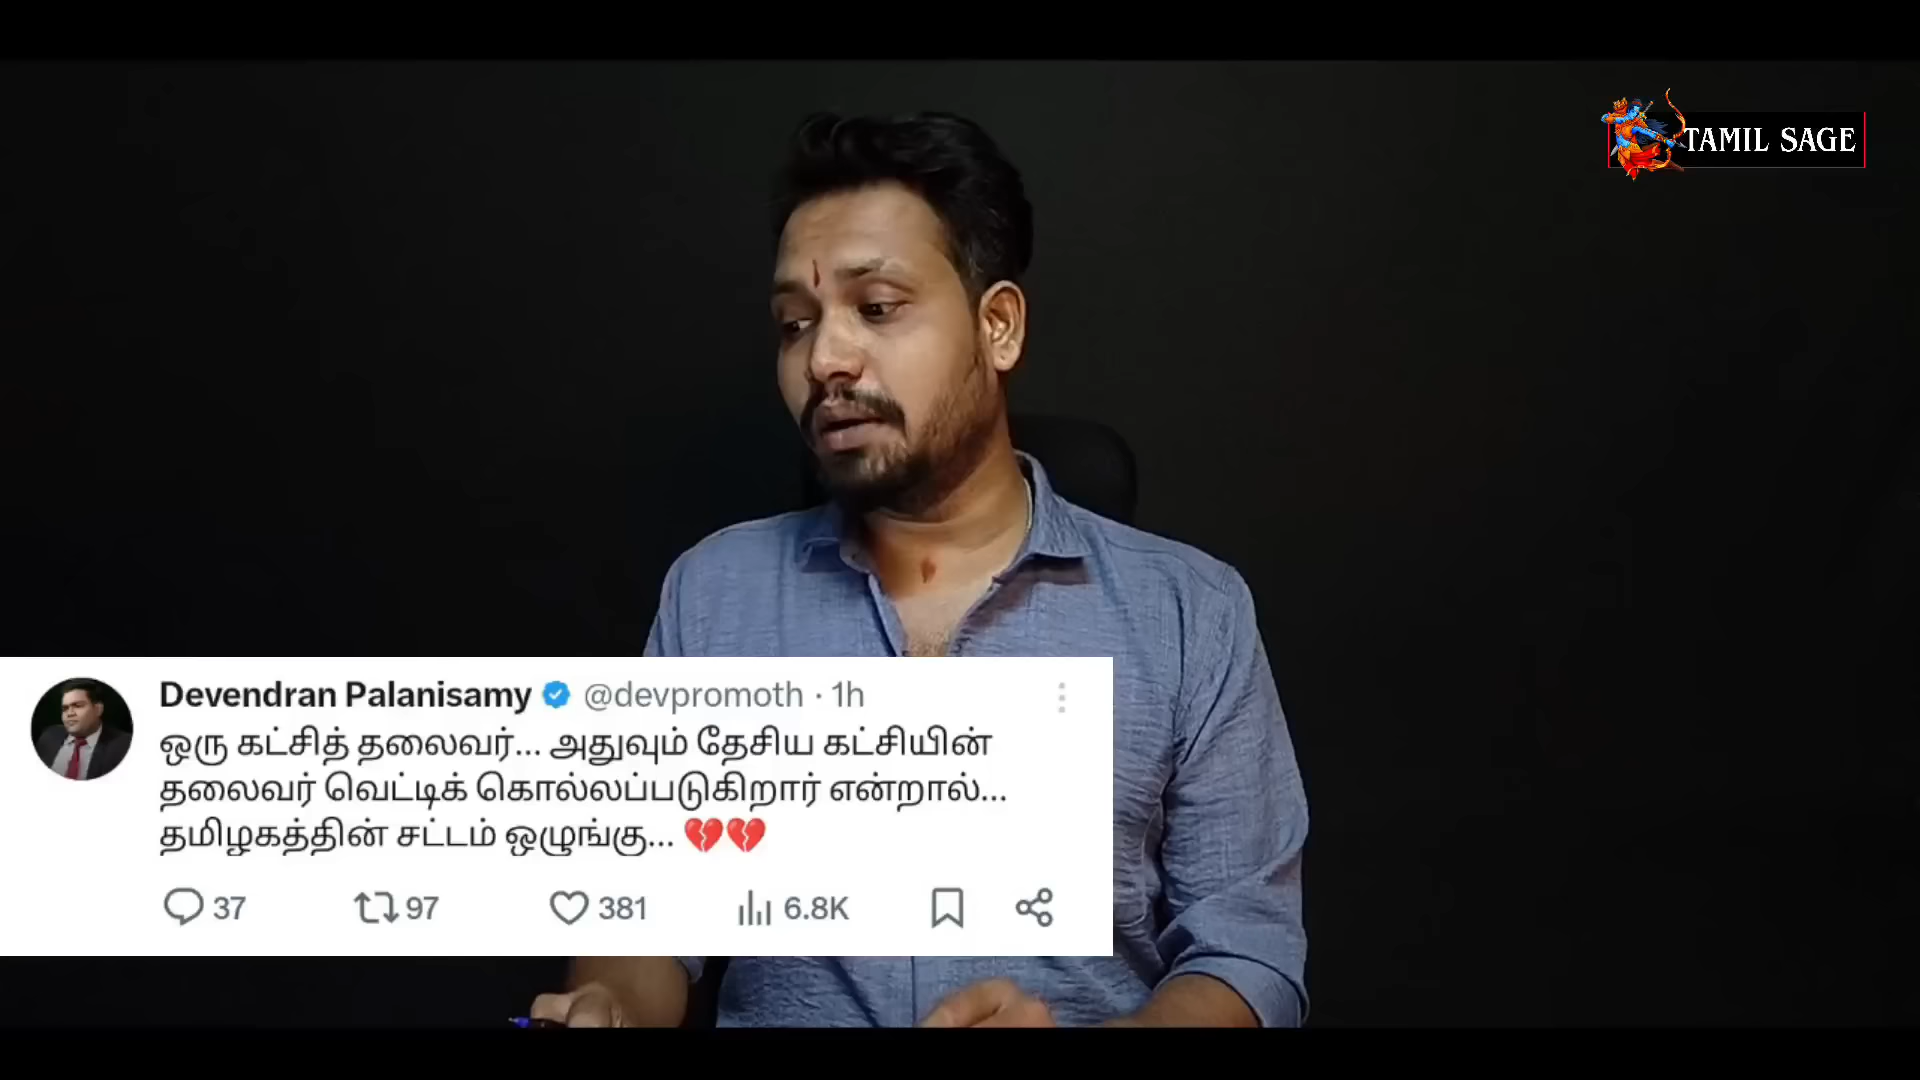 TAMIL SAGE
Devendran Palanisamy @devpromoth · 1h
ஒரு கட்சித் தலைவர்... அதுவும் தேசிய கட்சியின்
தலைவர் வெட்டிக் கொல்லப்படுகிறார் என்றால்...
தமிழகத்தின் சட்டம் ஒழுங்கு... 💔💔
37 97 381 6.8K